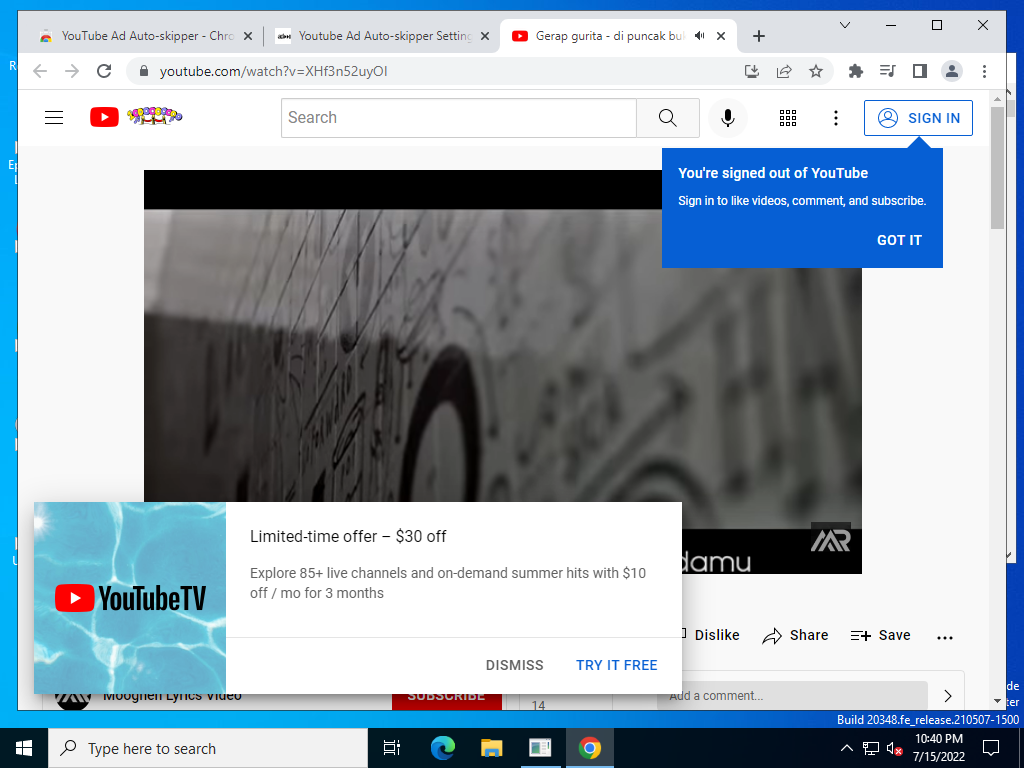 YouTube Ad Auto-skipper - Chro
Youtube Ad Auto-skipper Setting
Gerap gurita - di puncak buk
youtube.com/watch?v=XHf3n52uyOI
Search
SIGN IN
You're signed out of YouTube
Sign in to like videos, comment, and subscribe.
GOT IT
MR
damu
Limited-time offer – $30 off
Explore 85+ live channels and on-demand summer hits with $10
off / mo for 3 months
YouTubeTV
DISMISS
TRY IT FREE
Dislike
Share
Save
Moognen Lyrics Video
SUBSCRIBE
14
Add a comment...
Build 20348.fe_release.210507-1500
Type here to search
10:40 PM
7/15/2022